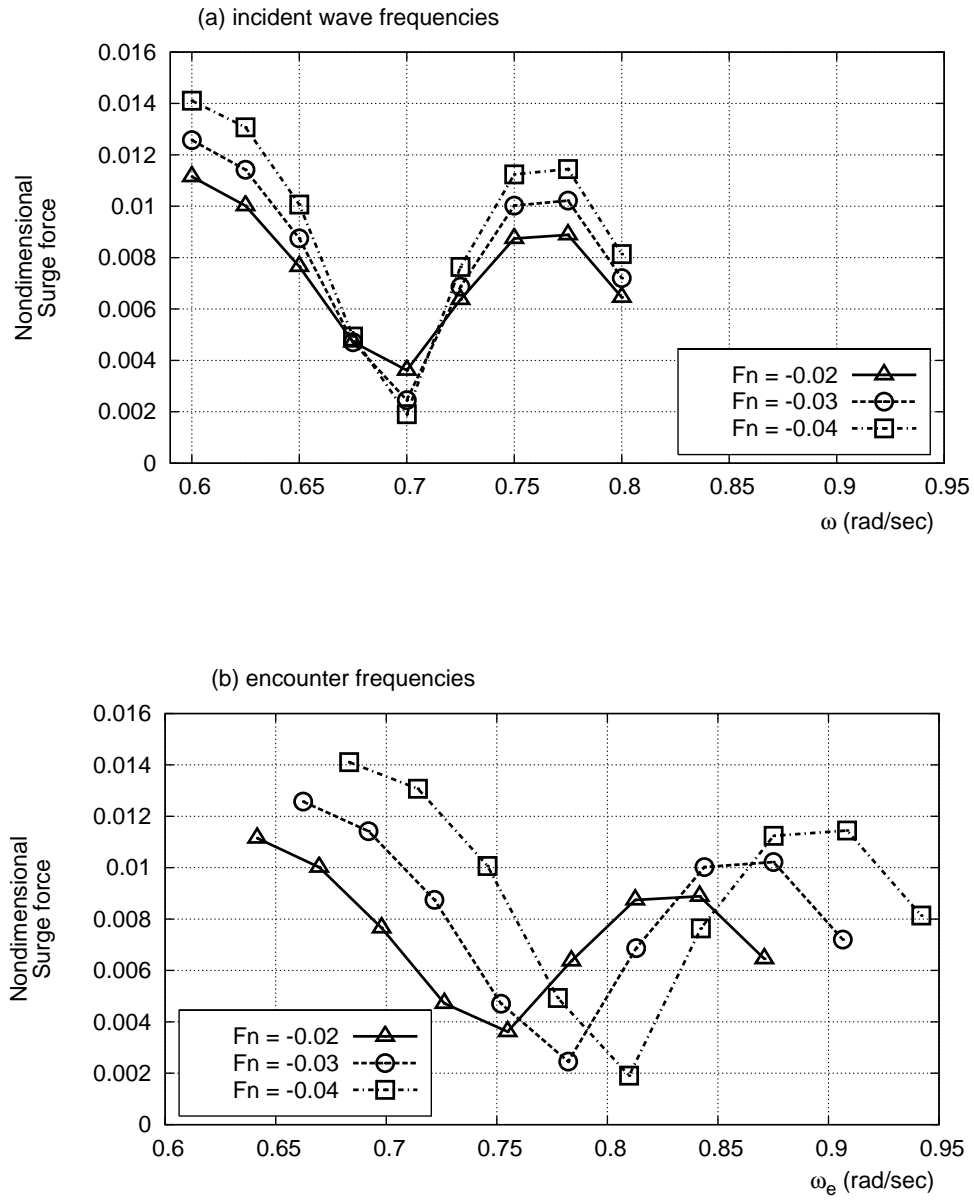 (a) incident wave frequencies
0.016
0.014
0.012
0.01
0.008
0.006
0.004
0.002
0
Nondimensional
Surge force
Fn = -0.02
Fn = -0.03
Fn = -0.04
0.6 0.65 0.7 0.75 0.8 0.85 0.9 0.95
ω (rad/sec)
(b) encounter frequencies
0.016
0.014
0.012
0.01
0.008
0.006
0.004
0.002
0
Nondimensional
Surge force
Fn = -0.02
Fn = -0.03
Fn = -0.04
0.6 0.65 0.7 0.75 0.8 0.85 0.9 0.95
ωe (rad/sec)